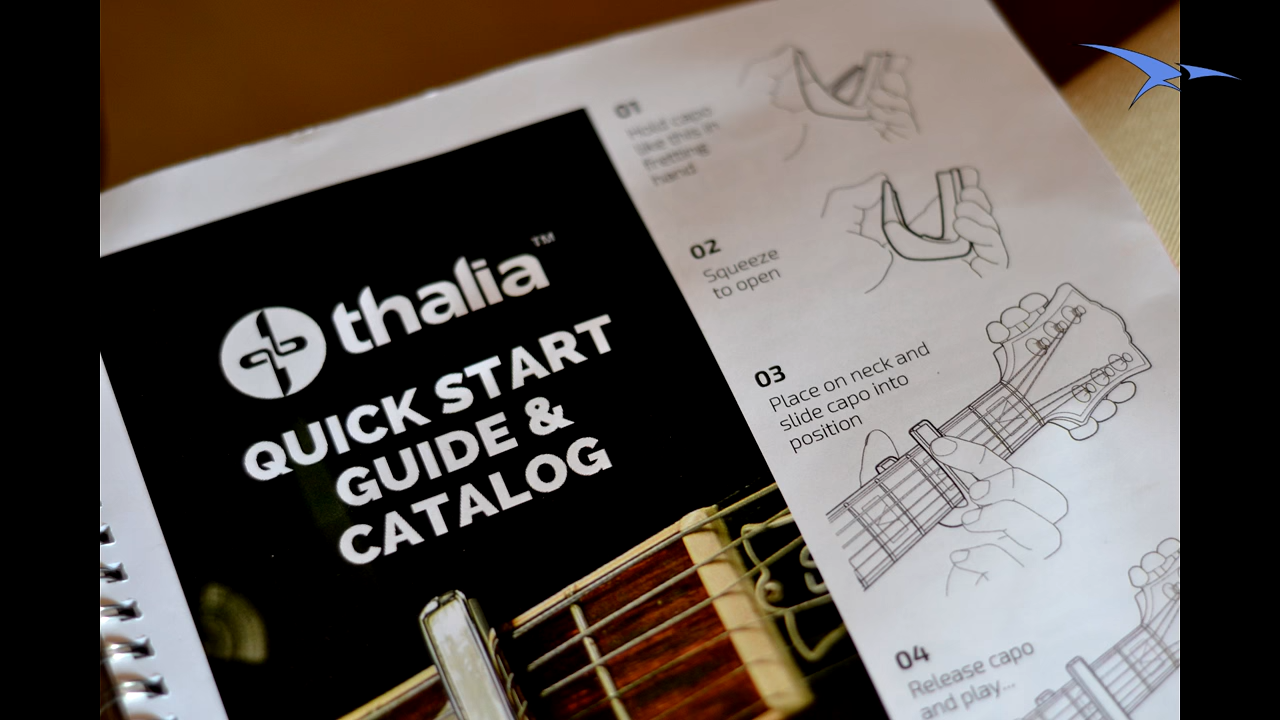 thalia™
QUICK START
GUIDE &
CATALOG
01
Hold capo
like this in
fretting
hand
02
Squeeze
to open
03
Place on neck and
slide capo into
position
04
Release capo
and play...